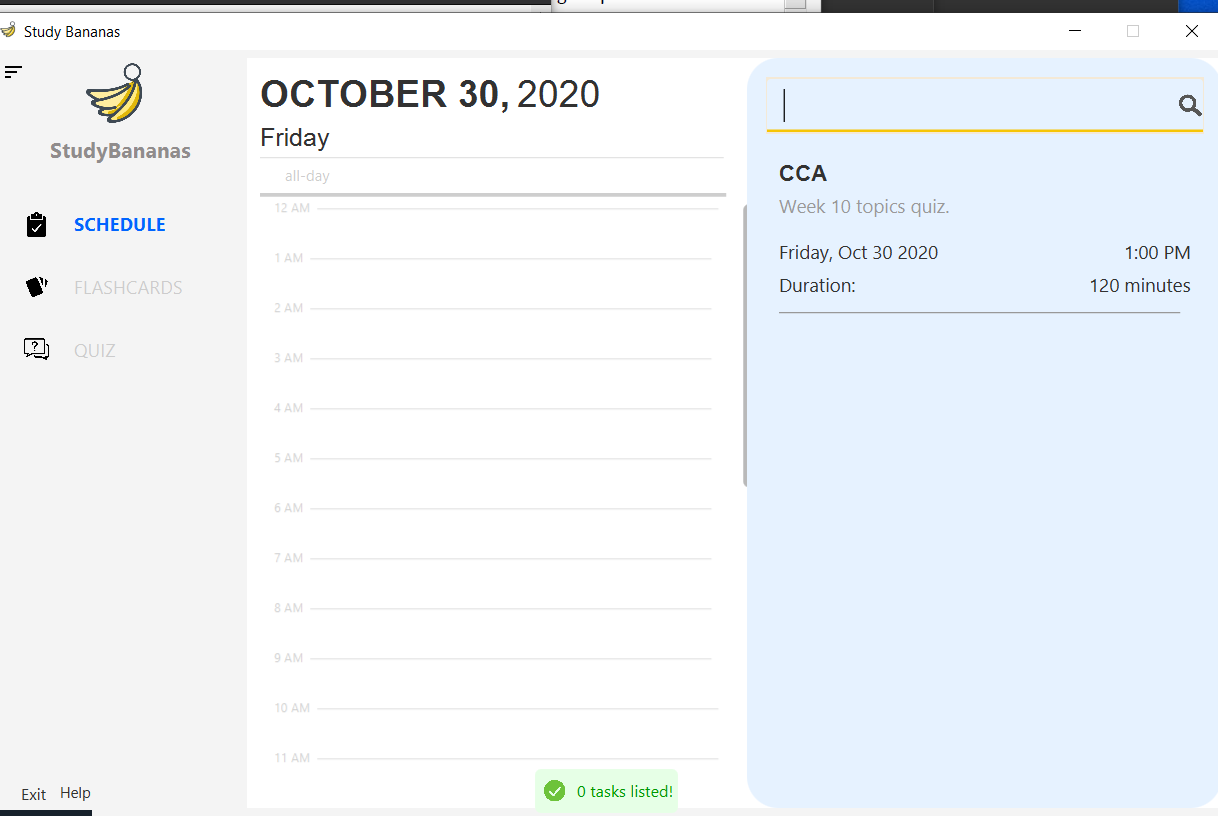 Study Bananas
StudyBananas
SCHEDULE
FLASHCARDS
QUIZ
Exit Help
OCTOBER 30, 2020
Friday
all-day
12 AM
1 AM
2 AM
3 AM
4 AM
5 AM
6 AM
7 AM
8 AM
9 AM
10 AM
11 AM
0 tasks listed!
CCA
Week 10 topics quiz.
Friday, Oct 30 2020 1:00 PM
Duration: 120 minutes